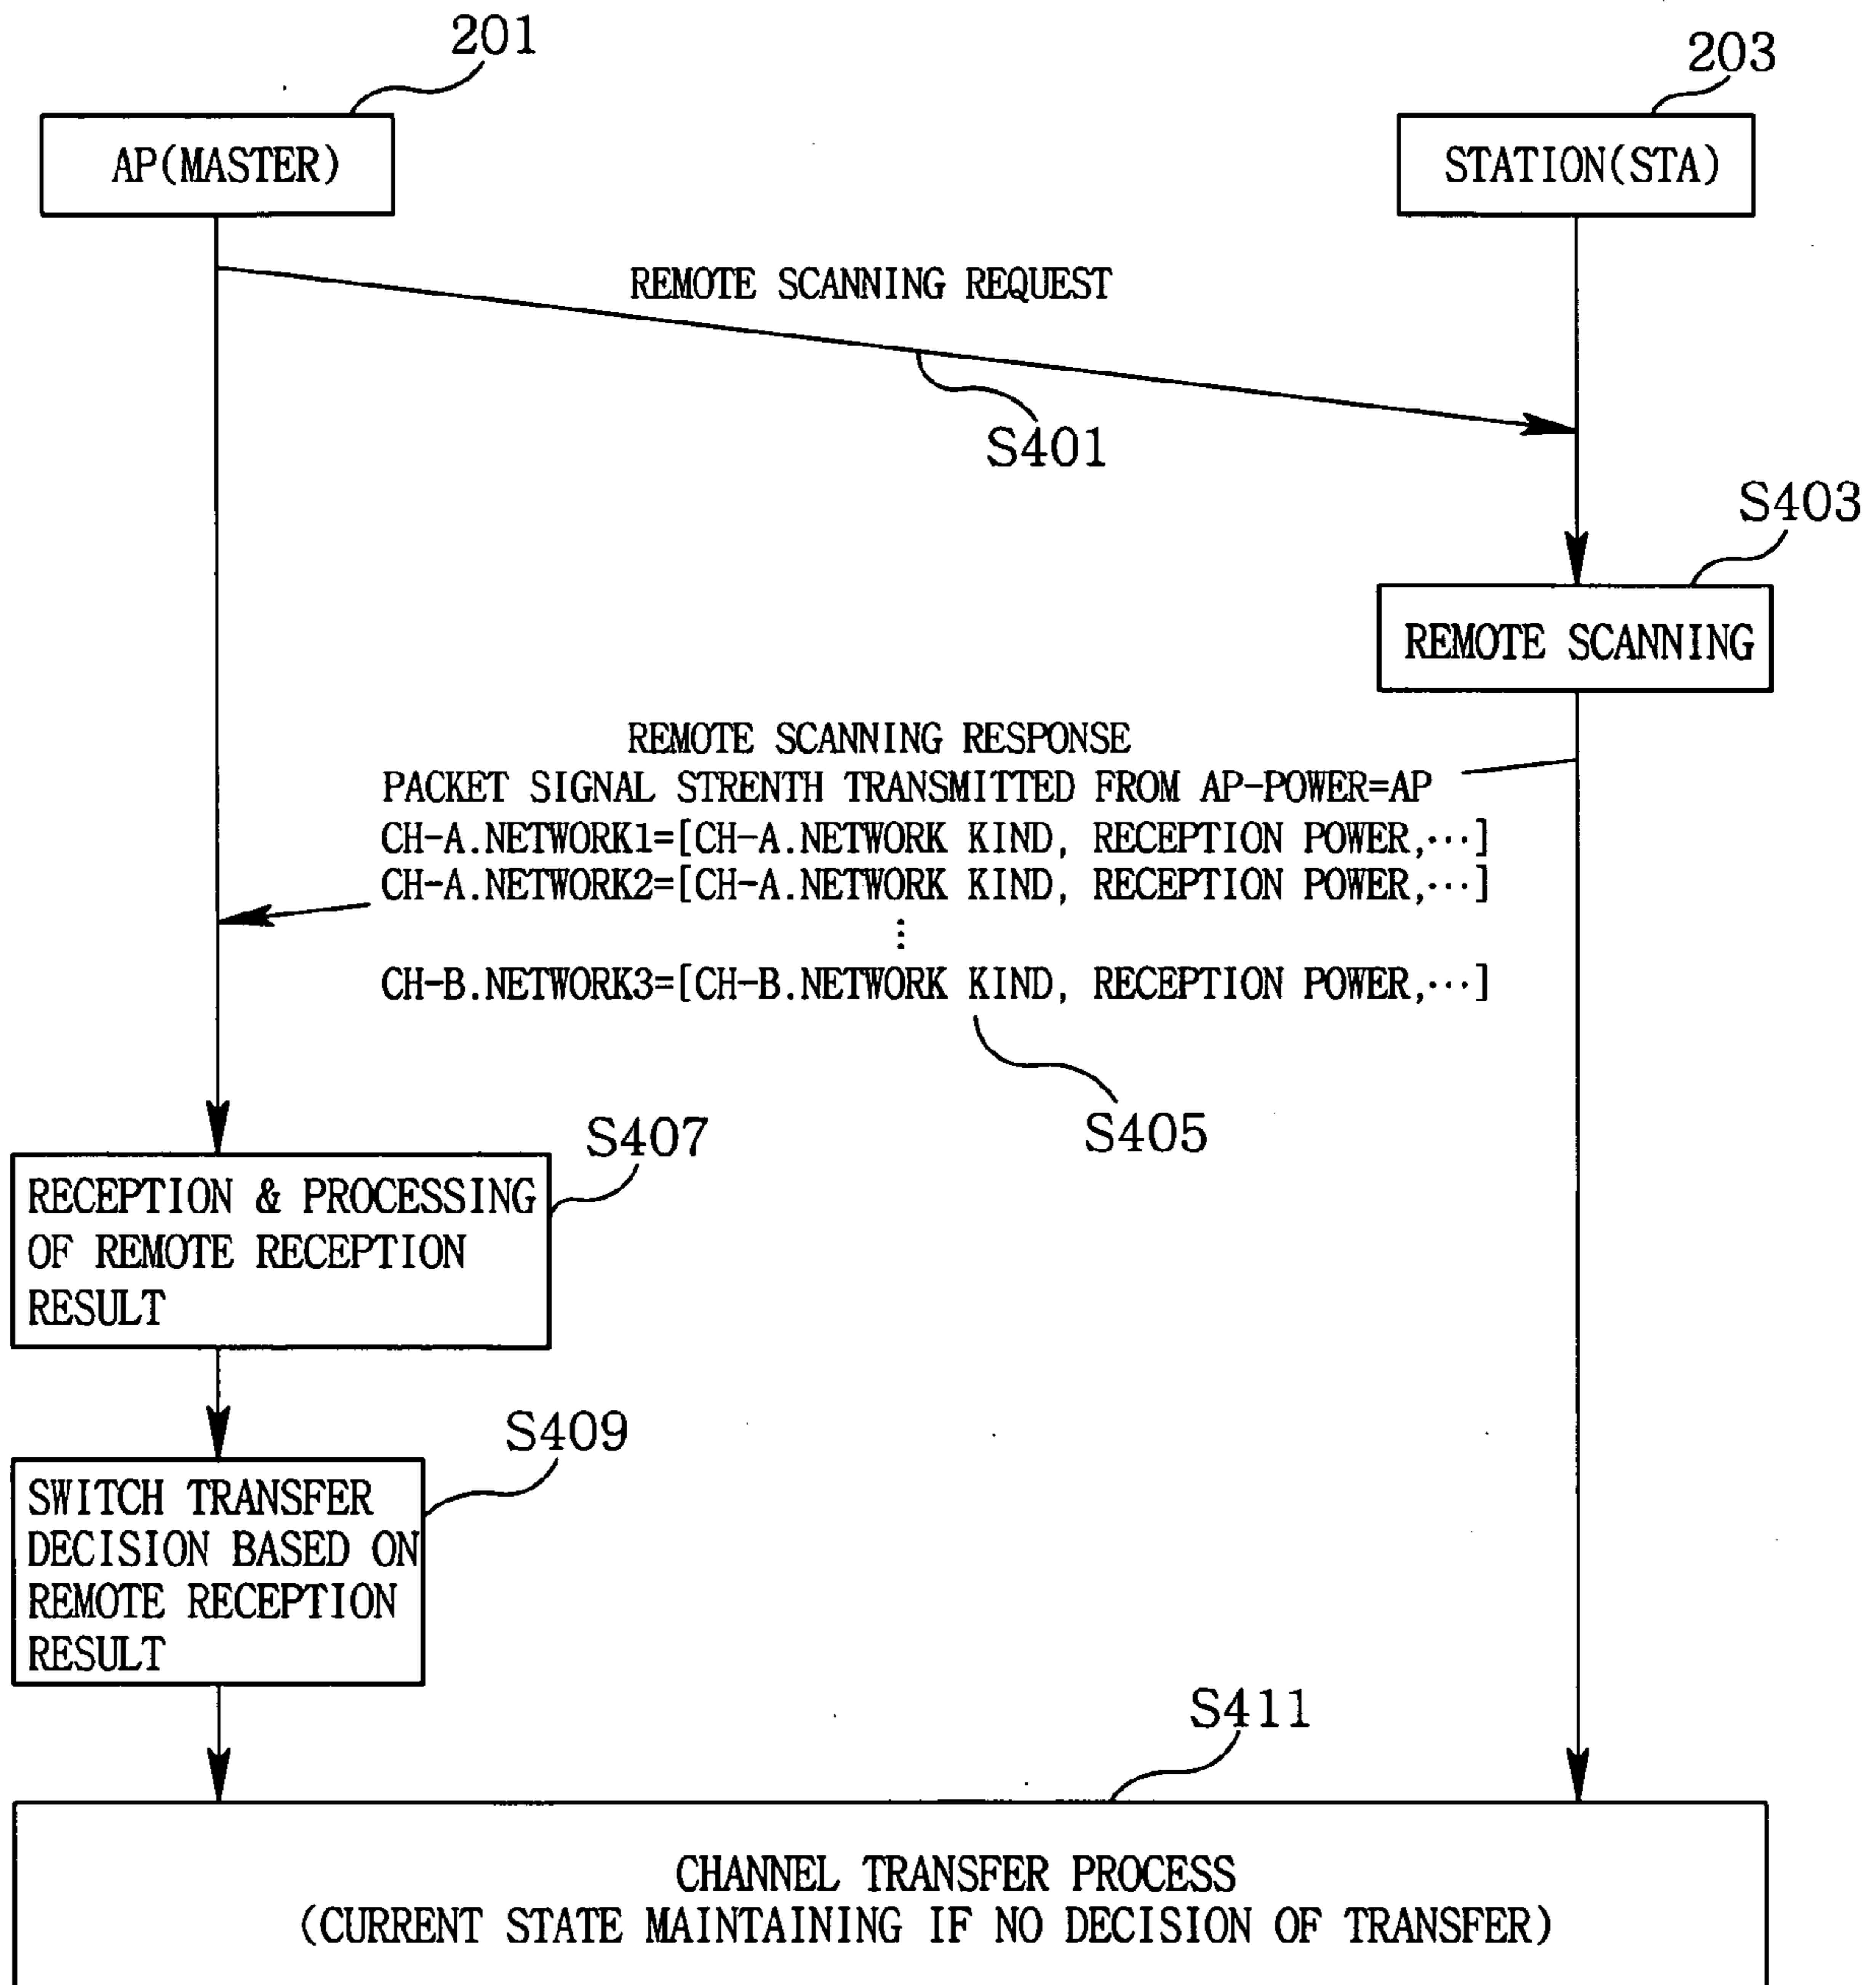 201
203
AP(MASTER)
STATION(STA)
REMOTE SCANNING REQUEST
S401
S403
REMOTE SCANNING
REMOTE SCANNING RESPONSE
PACKET SIGNAL STRENTH TRANSMITTED FROM AP-POWER=AP
CH-A.NETWORK1=[CH-A.NETWORK KIND, RECEPTION POWER,⋯]
CH-A.NETWORK2=[CH-A.NETWORK KIND, RECEPTION POWER,⋯]
⋮
CH-B.NETWORK3=[CH-B.NETWORK KIND, RECEPTION POWER,⋯]
S405
S407
RECEPTION & PROCESSING
OF REMOTE RECEPTION
RESULT
S409
SWITCH TRANSFER
DECISION BASED ON
REMOTE RECEPTION
RESULT
S411
CHANNEL TRANSFER PROCESS
(CURRENT STATE MAINTAINING IF NO DECISION OF TRANSFER)